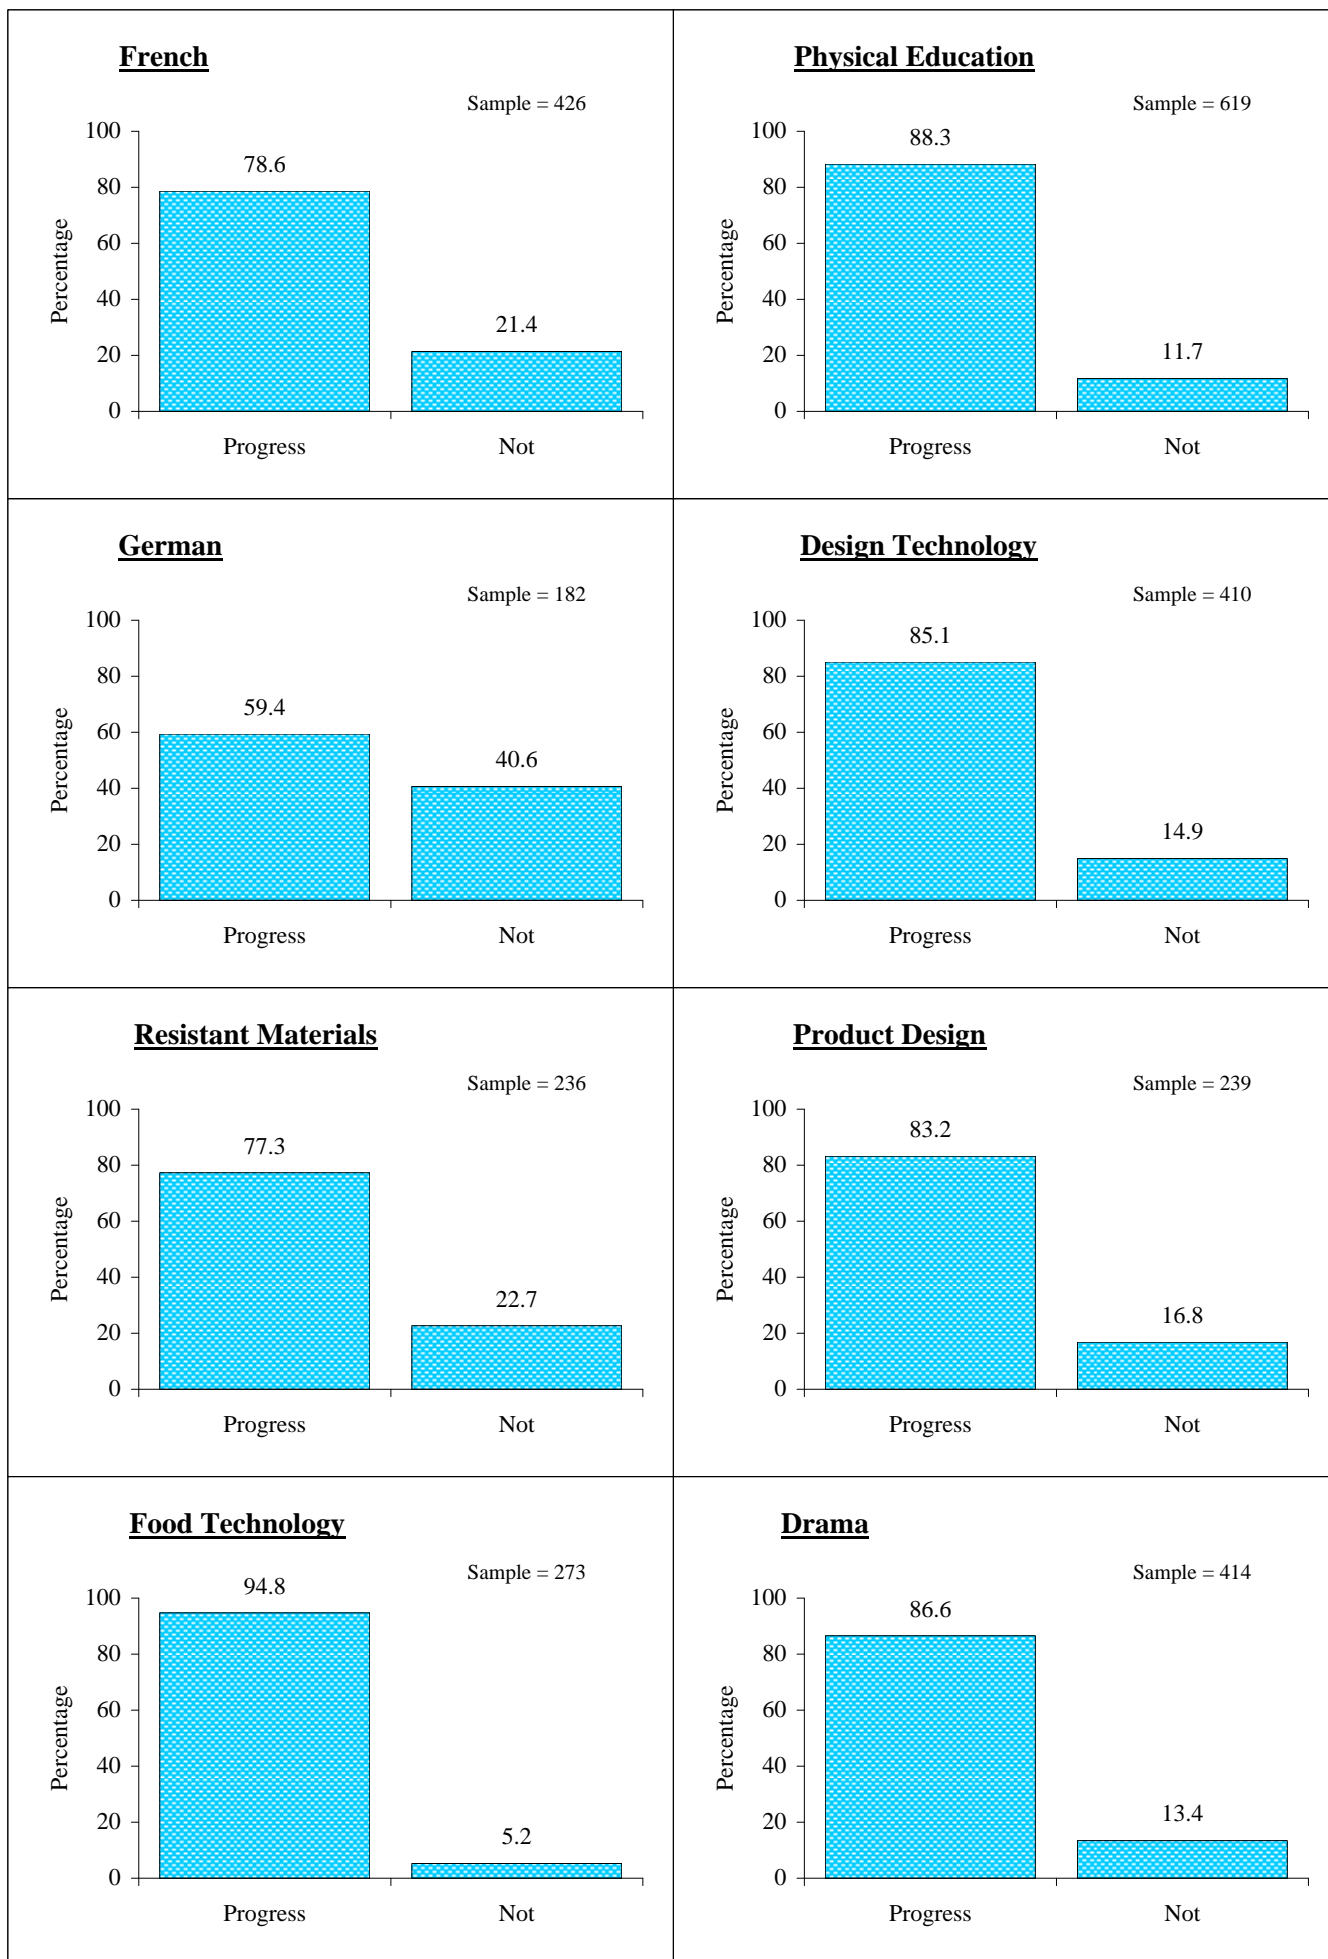 French
Sample = 426
Percentage
100
80
60
40
20
0
78.6
21.4
Progress
Not
Physical Education
Sample = 619
Percentage
100
80
60
40
20
0
88.3
11.7
Progress
Not
German
Sample = 182
Percentage
100
80
60
40
20
0
59.4
40.6
Progress
Not
Design Technology
Sample = 410
Percentage
100
80
60
40
20
0
85.1
14.9
Progress
Not
Resistant Materials
Sample = 236
Percentage
100
80
60
40
20
0
77.3
22.7
Progress
Not
Product Design
Sample = 239
Percentage
100
80
60
40
20
0
83.2
16.8
Progress
Not
Food Technology
Sample = 273
Percentage
100
80
60
40
20
0
94.8
5.2
Progress
Not
Drama
Sample = 414
Percentage
100
80
60
40
20
0
86.6
13.4
Progress
Not